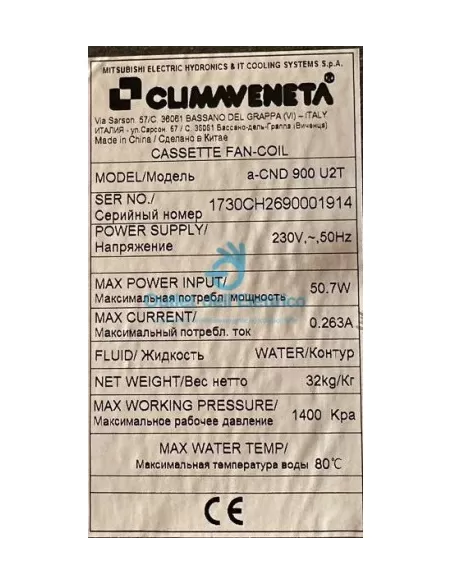 MITSUBISHI ELECTRIC HYDRONICS & IT COOLING SYSTEMS S.p.A.
CLIMAVENETA
Via Sarson, 57/C, 36061 BASSANO DEL GRAPPA (VI) – ITALY
ИТАЛИЯ - ул.Сарсон, 57 / C, 36061 Бассано-дель-Граппа (Виченца)
Made in China / Сделано в Китае
CASSETTE FAN-COIL
MODEL/Модель a-CND 900 U2T
SER NO./
Серийный номер 1730CH2690001914
POWER SUPPLY/
Напряжение 230V,~,50Hz
MAX POWER INPUT/
Максимальная потребл. мощность 50.7W
MAX CURRENT/
Максимальный потребл. ток 0.263A
FLUID/ Жидкость WATER/Контур
NET WEIGHT/Вес нетто 32kg/Кг
MAX WORKING PRESSURE/
Максимальное рабочее давление 1400 Kpa
MAX WATER TEMP/
Максимальная температура воды 80℃
CE